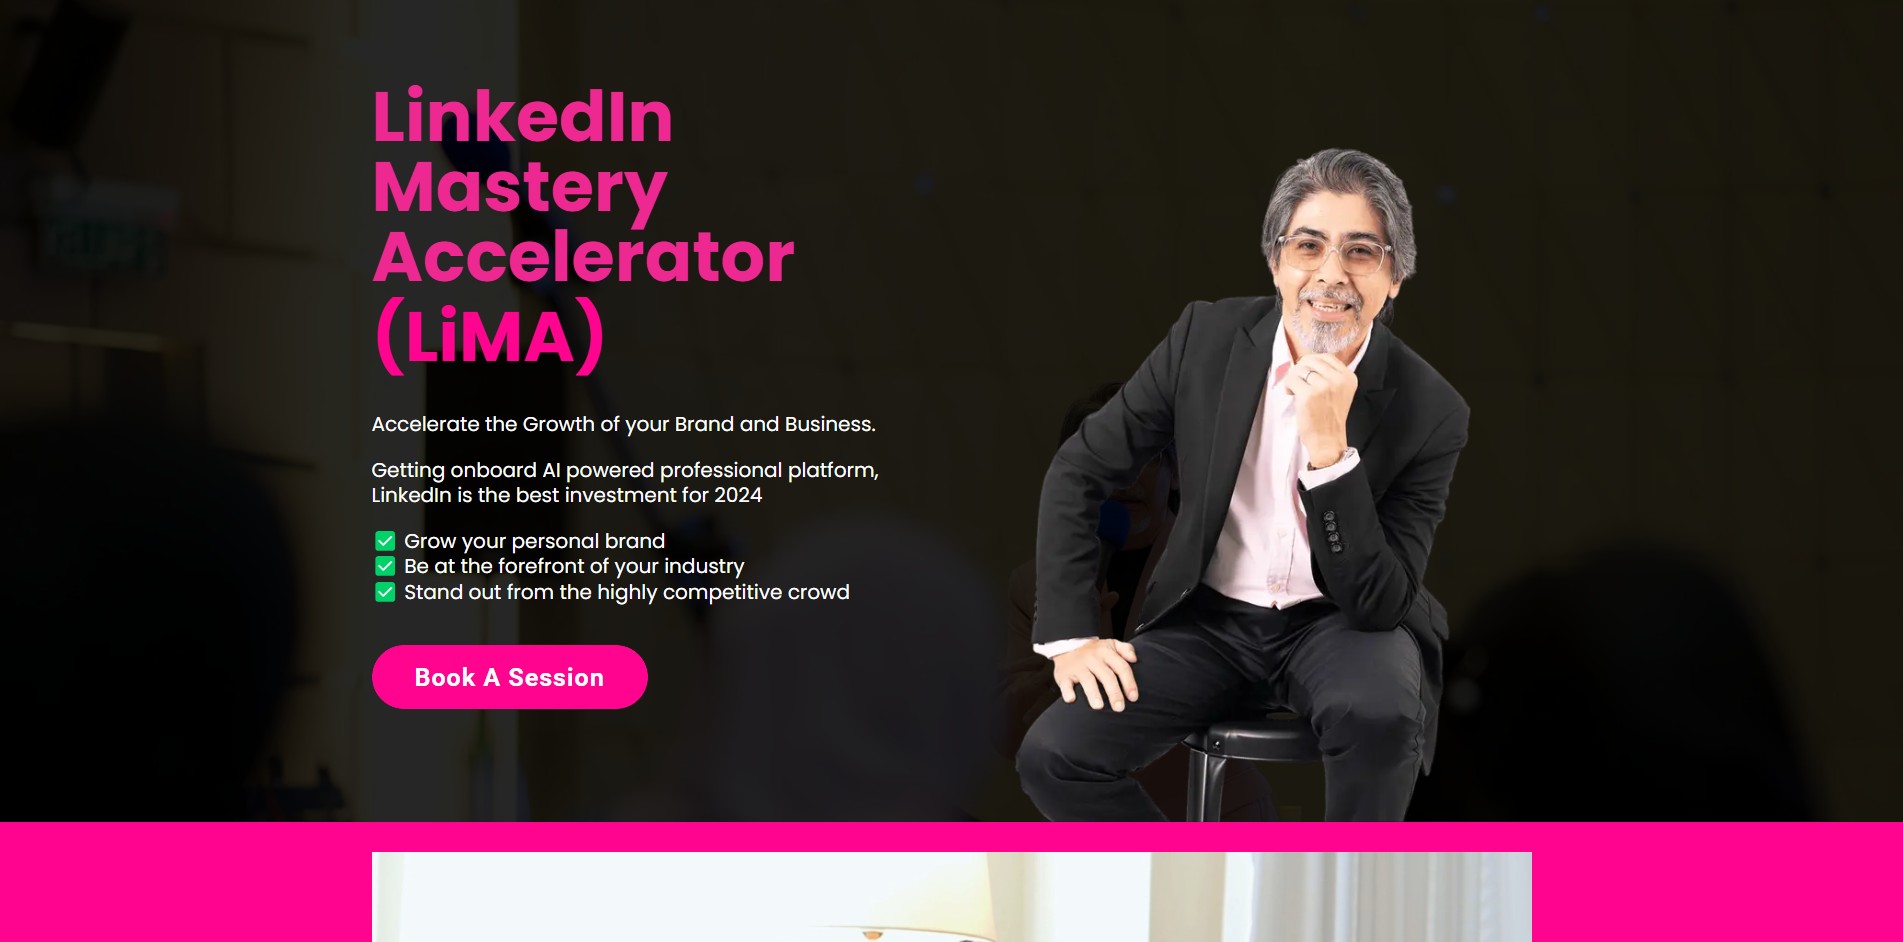 LinkedIn
Mastery
Accelerator
(LiMA)
Accelerate the Growth of your Brand and Business.
Getting onboard AI powered professional platform,
LinkedIn is the best investment for 2024
Grow your personal brand
Be at the forefront of your industry
Stand out from the highly competitive crowd
Book A Session